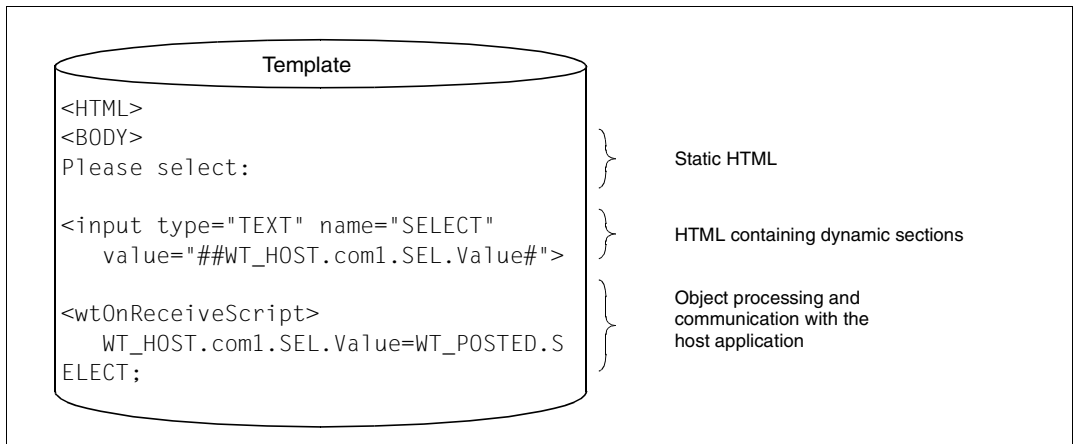 Template
<HTML>
<BODY>
Please select:
Static HTML
<input type="TEXT" name="SELECT"
value="##WT_HOST.com1.SEL.Value#">
HTML containing dynamic sections
<wtOnReceiveScript>
WT_HOST.com1.SEL.Value=WT_POSTED.S
ELECT;
Object processing and
communication with the
host application